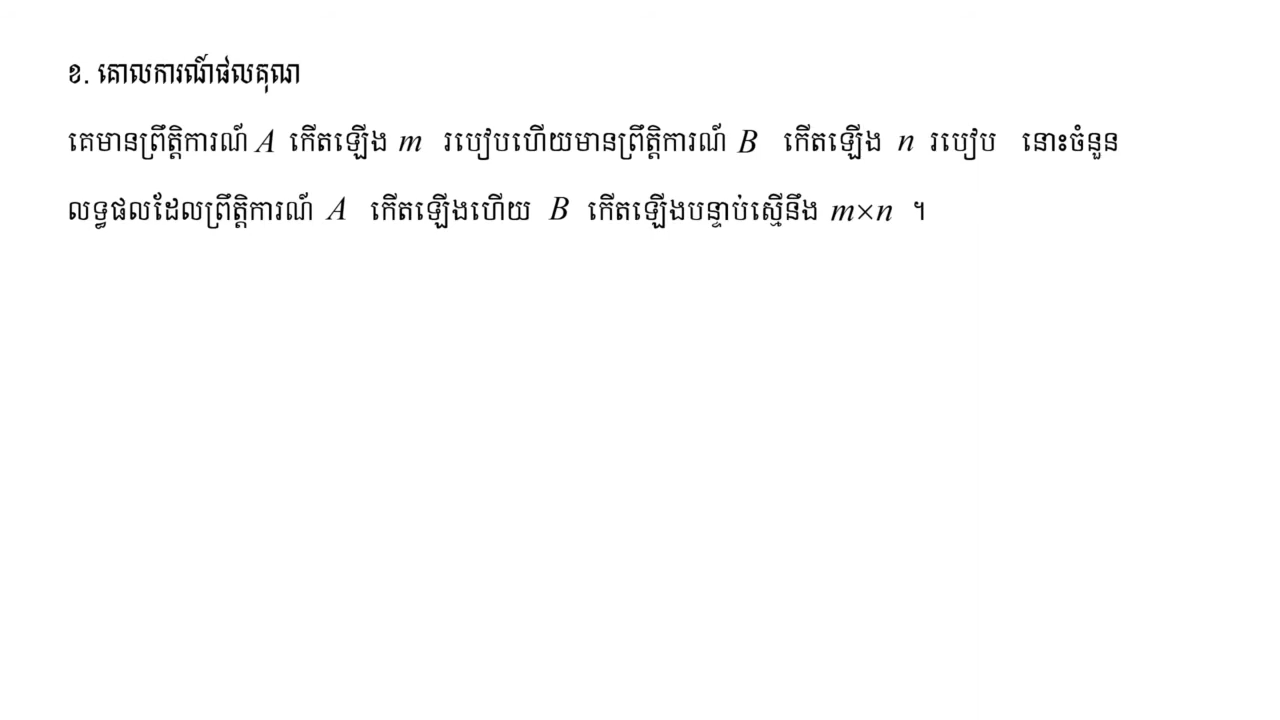 ខ. គោលការណ៍ផលគុណ
គេមានព្រឹត្តិការណ៍ A កើតឡើង m របៀបហើយមានព្រឹត្តិការណ៍ B កើតឡើង n របៀប នោះចំនួន
លទ្ធផលដែលព្រឹត្តិការណ៍ A កើតឡើងហើយ B កើតឡើងបន្ទាប់ស្មើនឹង m×n ។